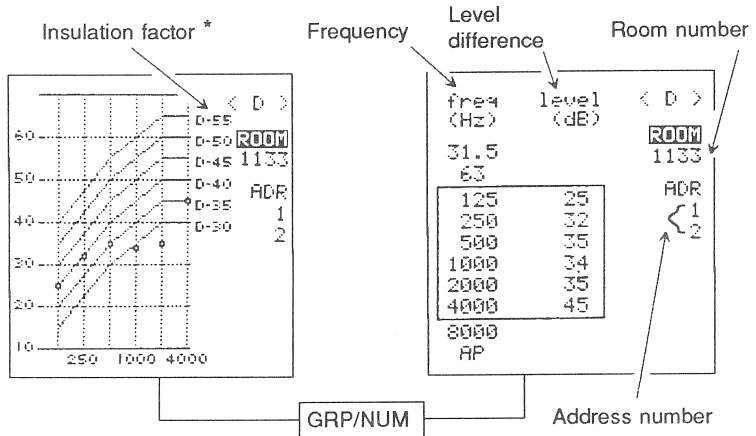 Insulation factor *
Frequency
Level
difference
Room number
< D >
D-55
60
D-50 ROOM
D-45 1133
50
D-40 ADR
40
D-35 1
D-30 2
30
20
10
250 1000 4000
freq level < D >
(Hz) (dB)
ROOM
31.5 1133
63
ADR
125 25
1
250 32
2
500 35
1000 34
2000 35
4000 45
8000
AP
GRP/NUM
Address number